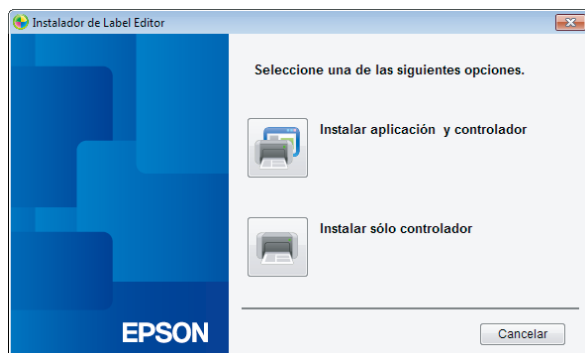 Instalador de Label Editor
Seleccione una de las siguientes opciones.
Instalar aplicación y controlador
Instalar sólo controlador
EPSON
Cancelar